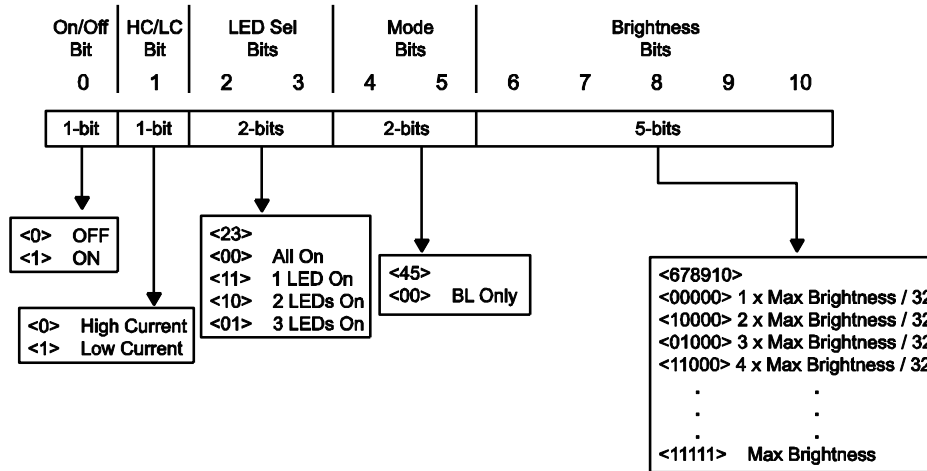 On/Off Bit
HC/LC Bit
LED Sel Bits
Mode Bits
Brightness Bits
0 1 2 3 4 5 6 7 8 9 10
1-bit 1-bit 2-bits 2-bits 5-bits
<0> OFF
<1> ON
<0> High Current
<1> Low Current
<23>
<00> All On
<11> 1 LED On
<10> 2 LEDs On
<01> 3 LEDs On
<45>
<00> BL Only
<678910>
<00000> 1 x Max Brightness / 32
<10000> 2 x Max Brightness / 32
<01000> 3 x Max Brightness / 32
<11000> 4 x Max Brightness / 32
. .
. .
. .
<11111> Max Brightness